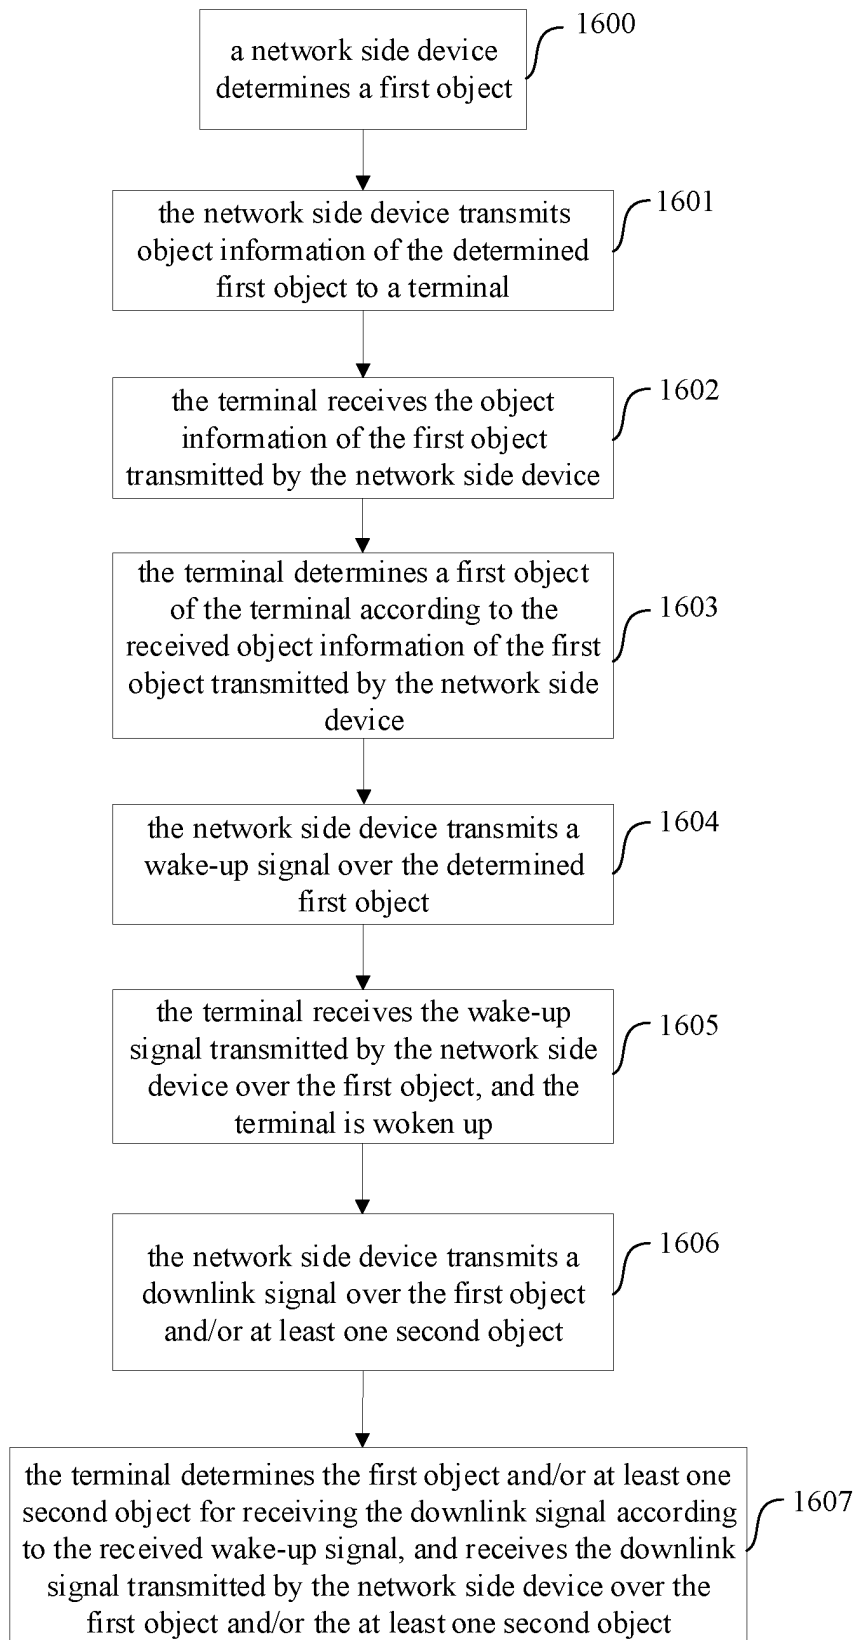 a network side device
determines a first object
1600
the network side device transmits
object information of the determined
first object to a terminal
1601
the terminal receives the object
information of the first object
transmitted by the network side device
1602
the terminal determines a first object
of the terminal according to the
received object information of the first
object transmitted by the network side
device
1603
the network side device transmits a
wake-up signal over the determined
first object
1604
the terminal receives the wake-up
signal transmitted by the network side
device over the first object, and the
terminal is woken up
1605
the network side device transmits a
downlink signal over the first object
and/or at least one second object
1606
the terminal determines the first object and/or at least one
second object for receiving the downlink signal according
to the received wake-up signal, and receives the downlink
signal transmitted by the network side device over the
first object and/or the at least one second object
1607